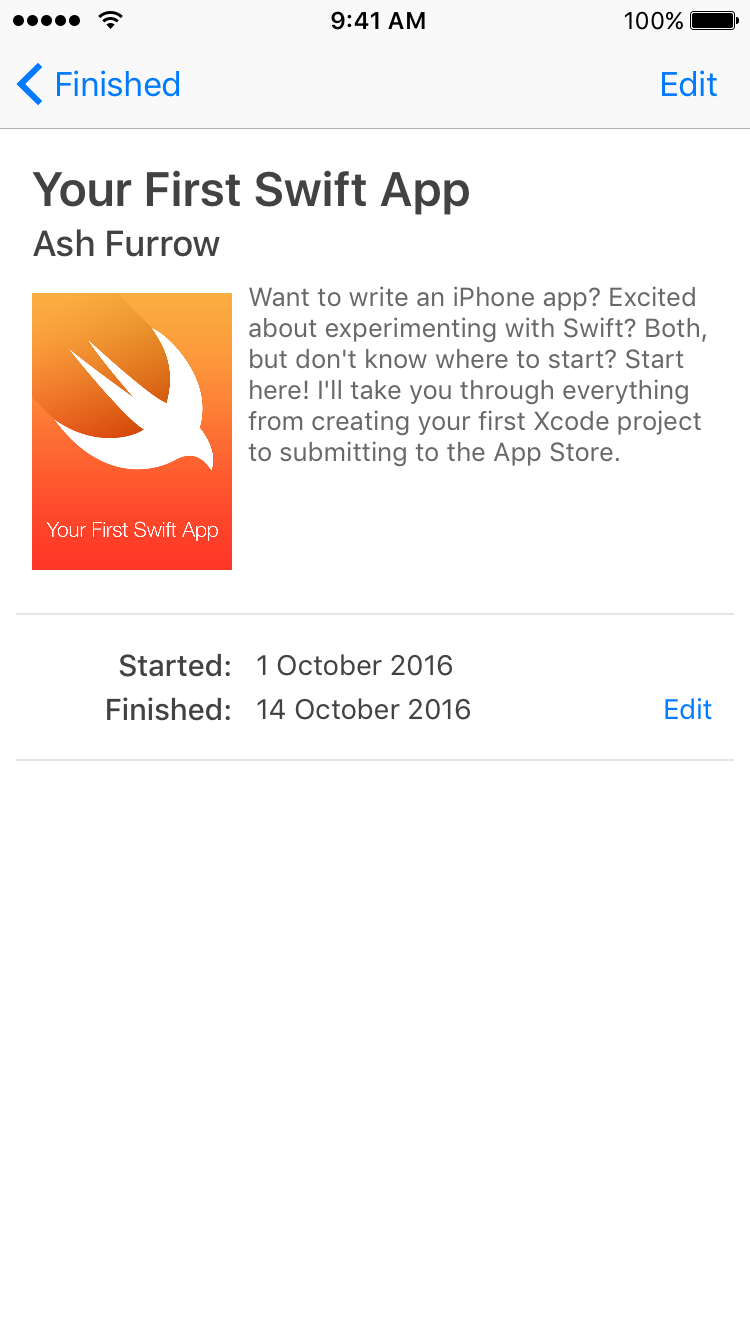 9:41 AM 100%
Finished Edit
Your First Swift App
Ash Furrow
Want to write an iPhone app? Excited
about experimenting with Swift? Both,
but don't know where to start? Start
here! I'll take you through everything
from creating your first Xcode project
to submitting to the App Store.
Your First Swift App
Started: 1 October 2016
Finished: 14 October 2016 Edit